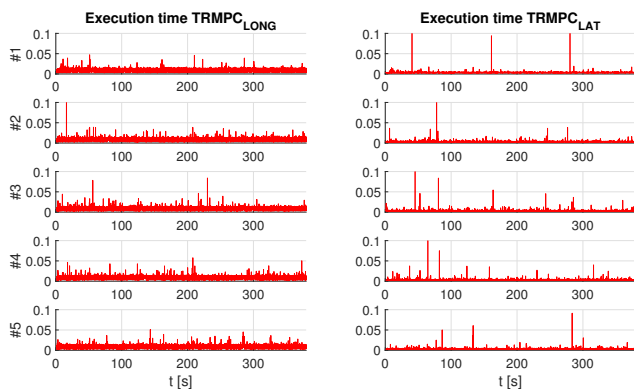 Execution time TRMPC_LONG Execution time TRMPC_LAT
#1 0.1 0.05 0 0 100 200 300 0.1 0.05 0 0 100 200 300
#2 0.1 0.05 0 0 100 200 300 0.1 0.05 0 0 100 200 300
#3 0.1 0.05 0 0 100 200 300 0.1 0.05 0 0 100 200 300
#4 0.1 0.05 0 0 100 200 300 0.1 0.05 0 0 100 200 300
#5 0.1 0.05 0 0 100 200 300 0.1 0.05 0 0 100 200 300
t [s] t [s]